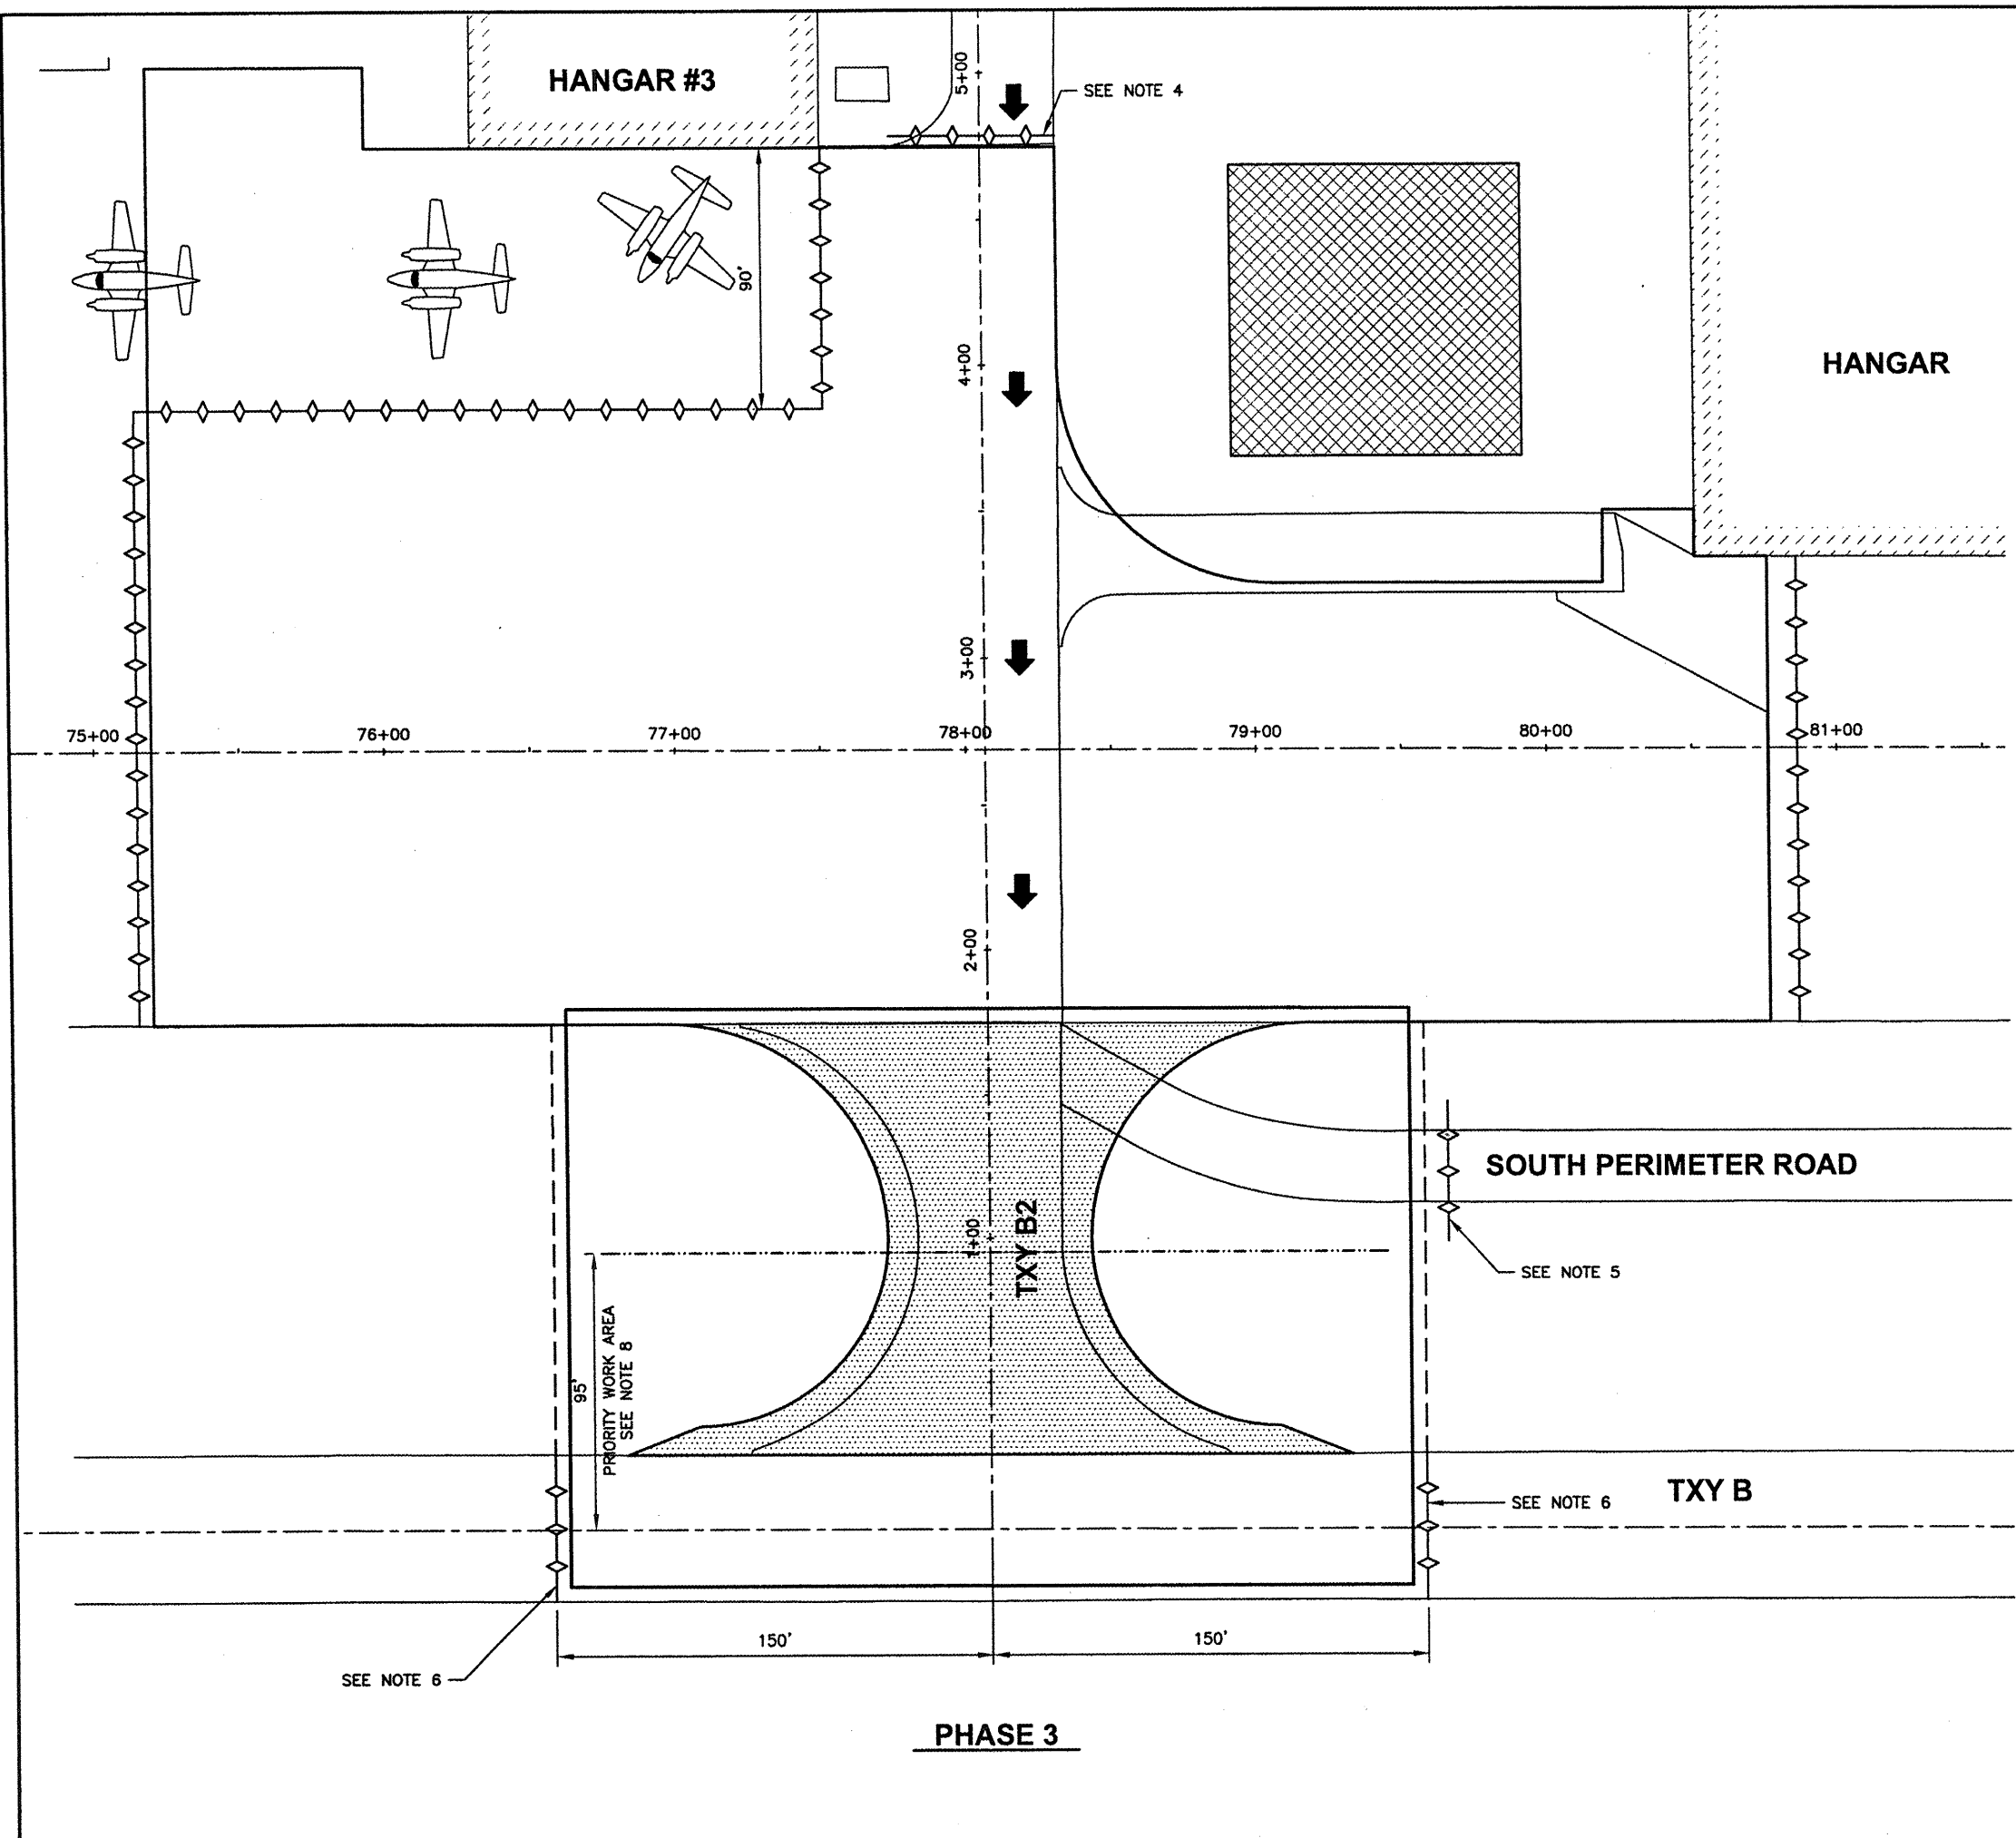 HANGAR #3
5+00
SEE NOTE 4
90'
HANGAR
4+00
3+00
75+00
76+00
77+00
78+00
79+00
80+00
81+00
2+00
SOUTH PERIMETER ROAD
1+00
TXY B2
SEE NOTE 5
95'
PRIORITY WORK AREA
SEE NOTE 8
TXY B
SEE NOTE 6
150'
150'
SEE NOTE 6
PHASE 3